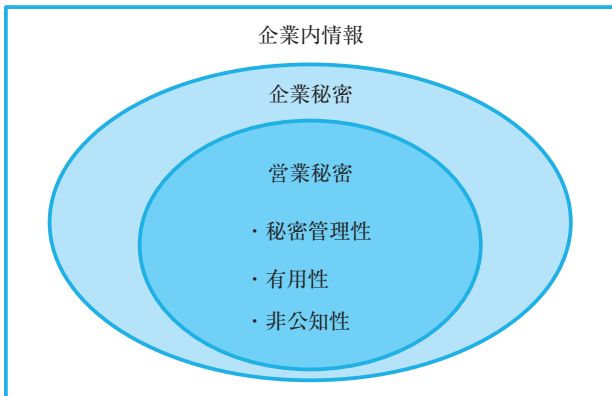 企業内情報
企業秘密
営業秘密
・秘密管理性
・有用性
・非公知性